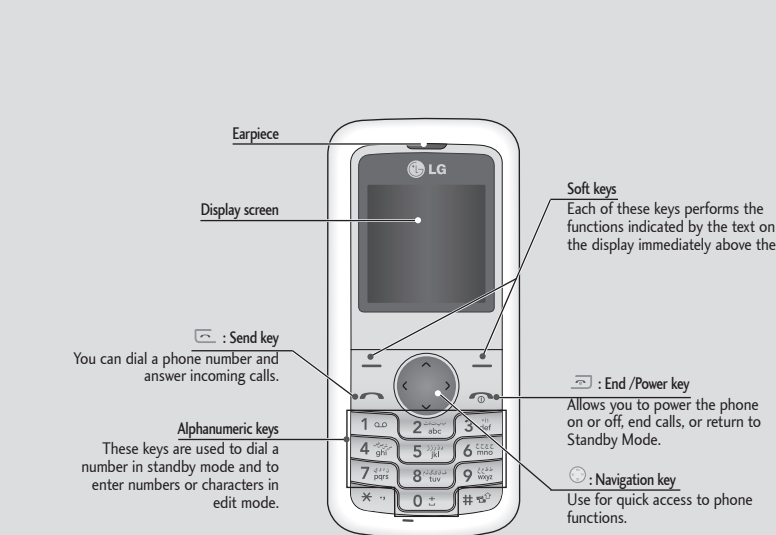 Earpiece
LG
Display screen
Soft keys
Each of these keys performs the
functions indicated by the text on
the display immediately above the
: Send key
You can dial a phone number and
answer incoming calls.
: End /Power key
Allows you to power the phone
on or off, end calls, or return to
Standby Mode.
Alphanumeric keys
These keys are used to dial a
number in standby mode and to
enter numbers or characters in
edit mode.
: Navigation key
Use for quick access to phone
functions.
1 2 abc 3 def
4 ghi 5 jkl 6 mno
7 pqrs 8 tuv 9 wxyz
* 0 #